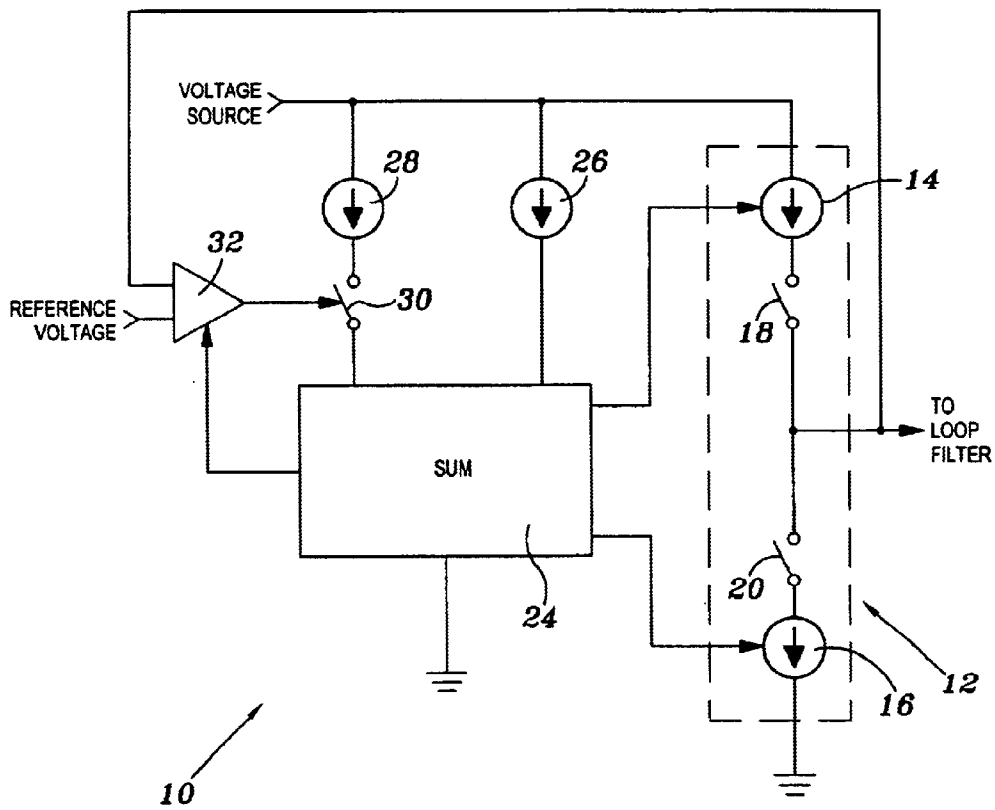 VOLTAGE
SOURCE
28
26
14
32
REFERENCE
VOLTAGE
30
18
TO
LOOP
FILTER
SUM
20
24
12
16
10